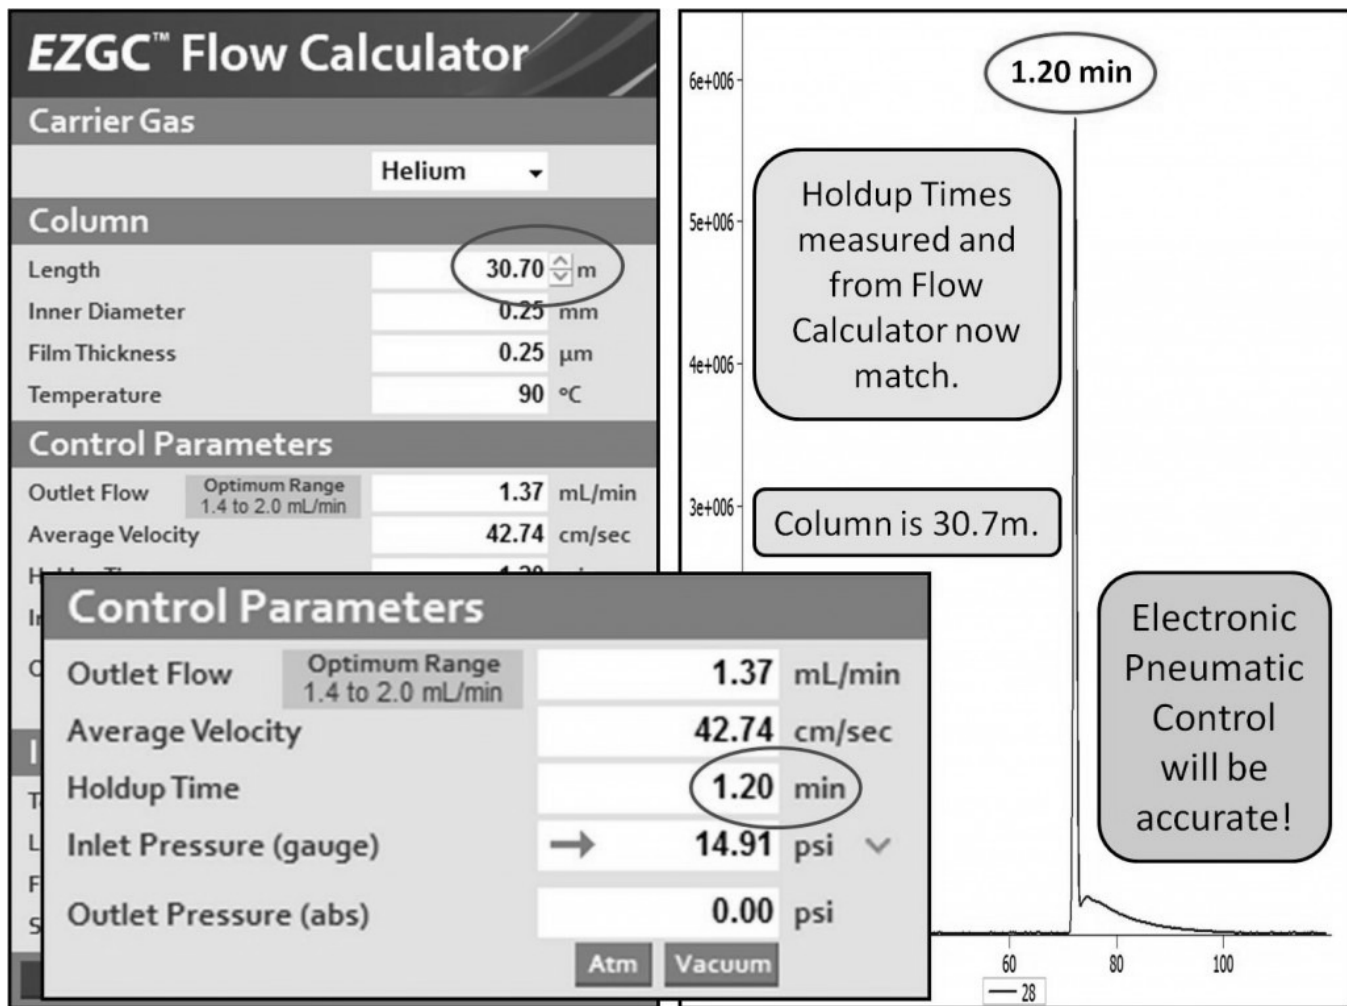 EZGC™ Flow Calculator
Carrier Gas
Helium
Column
Length 30.70 m
Inner Diameter 0.25 mm
Film Thickness 0.25 µm
Temperature 90 °C
Control Parameters
Outlet Flow Optimum Range 1.37 mL/min
1.4 to 2.0 mL/min
Average Velocity 42.74 cm/sec
Control Parameters
Outlet Flow Optimum Range 1.37 mL/min
1.4 to 2.0 mL/min
Average Velocity 42.74 cm/sec
Holdup Time 1.20 min
Inlet Pressure (gauge) 14.91 psi
Outlet Pressure (abs) 0.00 psi
Atm Vacuum
1.20 min
6e+006
5e+006
4e+006
3e+006
Holdup Times
measured and
from Flow
Calculator now
match.
Column is 30.7m.
Electronic
Pneumatic
Control
will be
accurate!
60 80 100
28